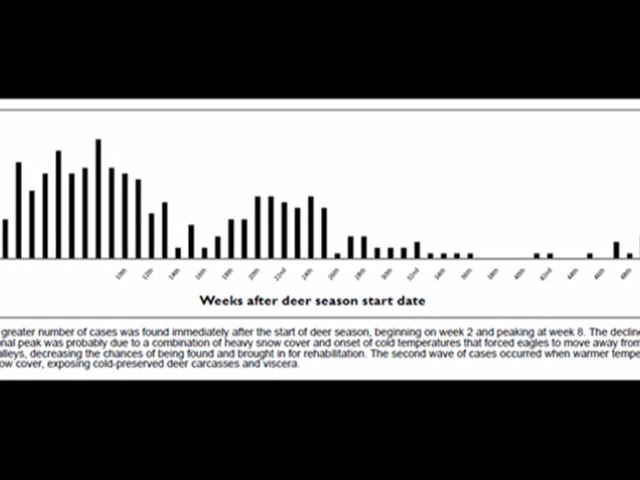 10th 12th 14th 16th 18th 20th 22nd 24th 26th 28th 30th 32nd 34th 36th 38th 40th 42nd 44th 46th 48th
Weeks after deer season start date
greater number of cases was found immediately after the start of deer season, beginning on week 2 and peaking at week 8. The decline
nal peak was probably due to a combination of heavy snow cover and onset of cold temperatures that forced eagles to move away from
alleys, decreasing the chances of being found and brought in for rehabilitation. The second wave of cases occurred when warmer tempe
ow cover, exposing cold-preserved deer carcasses and viscera.